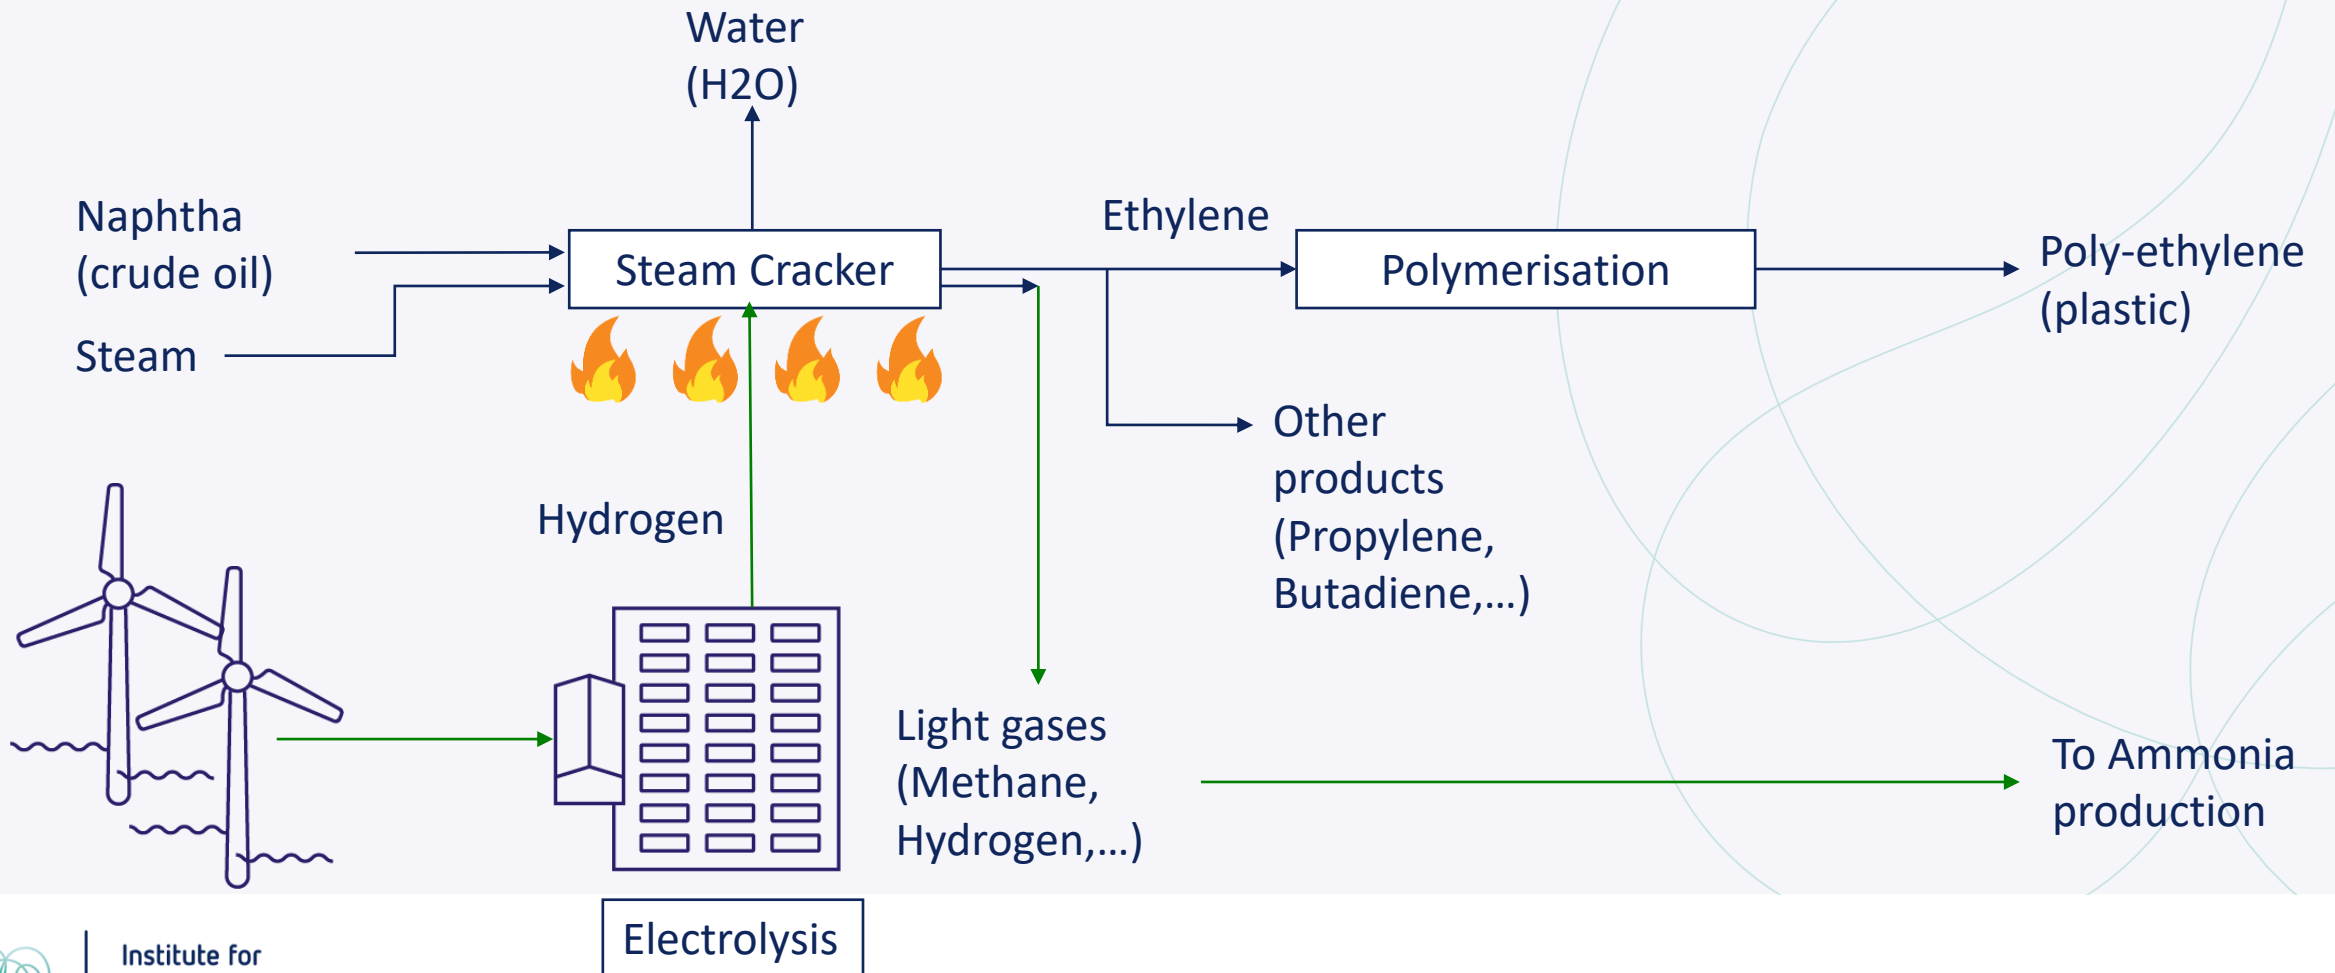 Water
(H2O)
Naphtha
(crude oil)
Steam
Steam Cracker
Ethylene
Polymerisation
Poly-ethylene
(plastic)
Other
products
(Propylene,
Butadiene,...)
Hydrogen
Light gases
(Methane,
Hydrogen,...)
To Ammonia
production
Electrolysis
Institute for